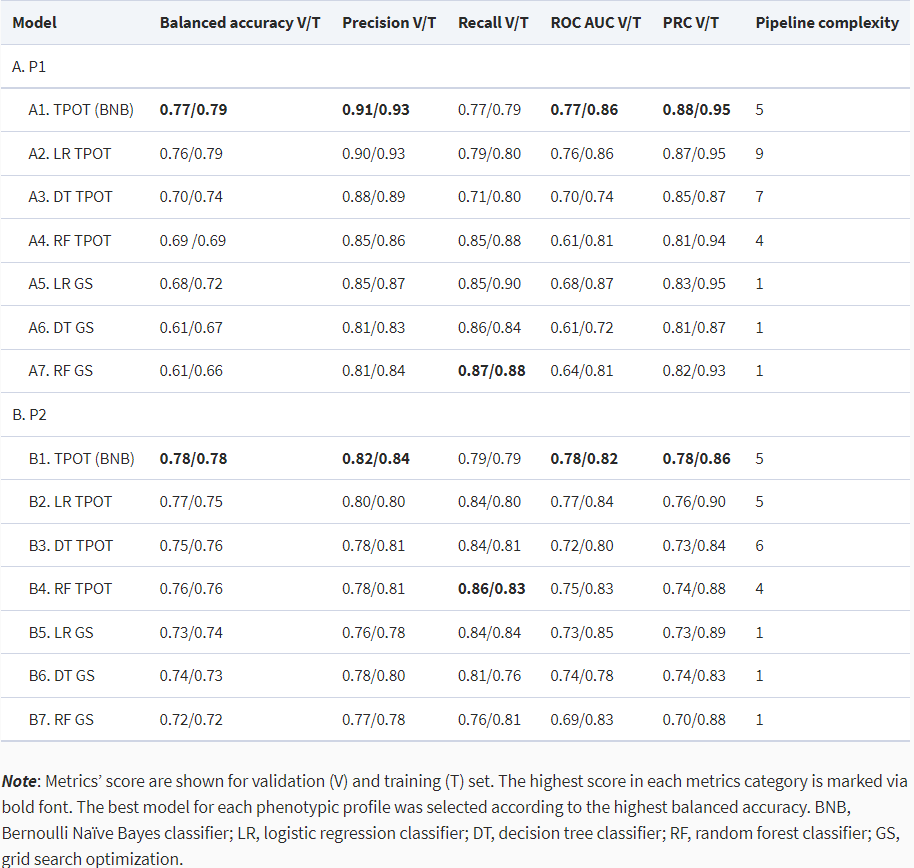 Model Balanced accuracy V/T Precision V/T Recall V/T ROC AUC V/T PRC V/T Pipeline complexity
A. P1
A1. TPOT (BNB) 0.77/0.79 0.91/0.93 0.77/0.79 0.77/0.86 0.88/0.95 5
A2. LR TPOT 0.76/0.79 0.90/0.93 0.79/0.80 0.76/0.86 0.87/0.95 9
A3. DT TPOT 0.70/0.74 0.88/0.89 0.71/0.80 0.70/0.74 0.85/0.87 7
A4. RF TPOT 0.69 /0.69 0.85/0.86 0.85/0.88 0.61/0.81 0.81/0.94 4
A5. LR GS 0.68/0.72 0.85/0.87 0.85/0.90 0.68/0.87 0.83/0.95 1
A6. DT GS 0.61/0.67 0.81/0.83 0.86/0.84 0.61/0.72 0.81/0.87 1
A7. RF GS 0.61/0.66 0.81/0.84 0.87/0.88 0.64/0.81 0.82/0.93 1
B. P2
B1. TPOT (BNB) 0.78/0.78 0.82/0.84 0.79/0.79 0.78/0.82 0.78/0.86 5
B2. LR TPOT 0.77/0.75 0.80/0.80 0.84/0.80 0.77/0.84 0.76/0.90 5
B3. DT TPOT 0.75/0.76 0.78/0.81 0.84/0.81 0.72/0.80 0.73/0.84 6
B4. RF TPOT 0.76/0.76 0.78/0.81 0.86/0.83 0.75/0.83 0.74/0.88 4
B5. LR GS 0.73/0.74 0.76/0.78 0.84/0.84 0.73/0.85 0.73/0.89 1
B6. DT GS 0.74/0.73 0.78/0.80 0.81/0.76 0.74/0.78 0.74/0.83 1
B7. RF GS 0.72/0.72 0.77/0.78 0.76/0.81 0.69/0.83 0.70/0.88 1
Note: Metrics’ score are shown for validation (V) and training (T) set. The highest score in each metrics category is marked via
bold font. The best model for each phenotypic profile was selected according to the highest balanced accuracy. BNB,
Bernoulli Naïve Bayes classifier; LR, logistic regression classifier; DT, decision tree classifier; RF, random forest classifier; GS,
grid search optimization.